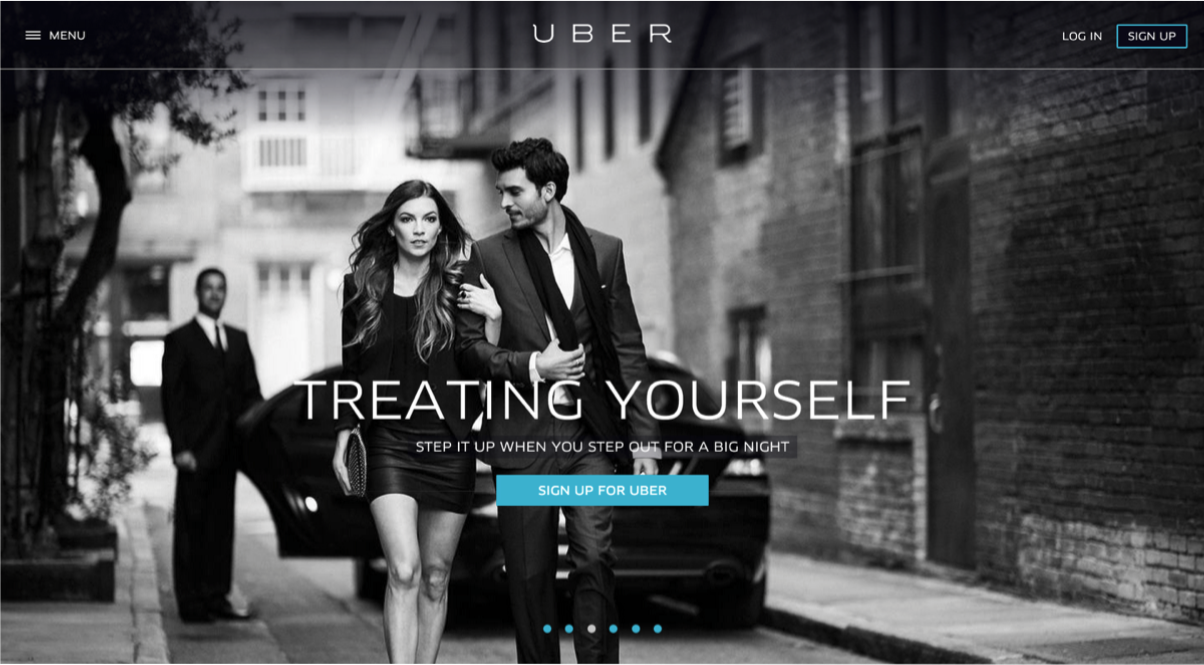 MENU
UBER
LOG IN
SIGN UP
TREATING YOURSELF
STEP IT UP WHEN YOU STEP OUT FOR A BIG NIGHT
SIGN UP FOR UBER